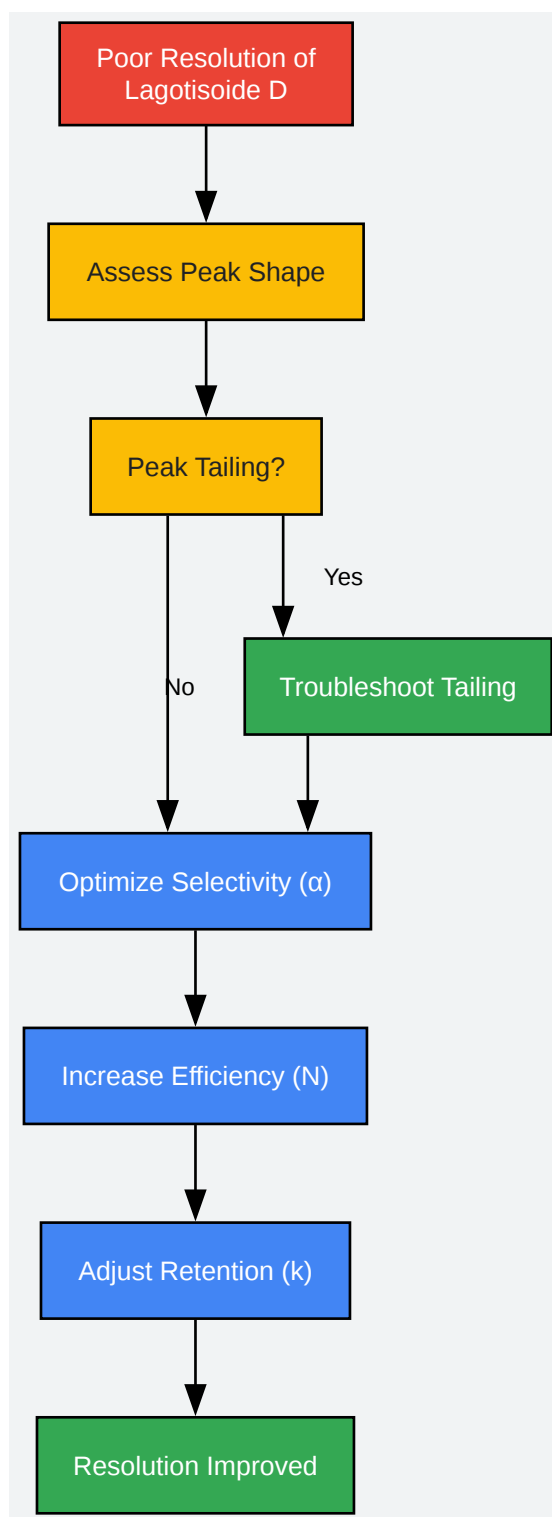 Poor Resolution of
Lagotisoide D
Assess Peak Shape
Peak Tailing?
Yes
No
Troubleshoot Tailing
Optimize Selectivity (α)
Increase Efficiency (N)
Adjust Retention (k)
Resolution Improved